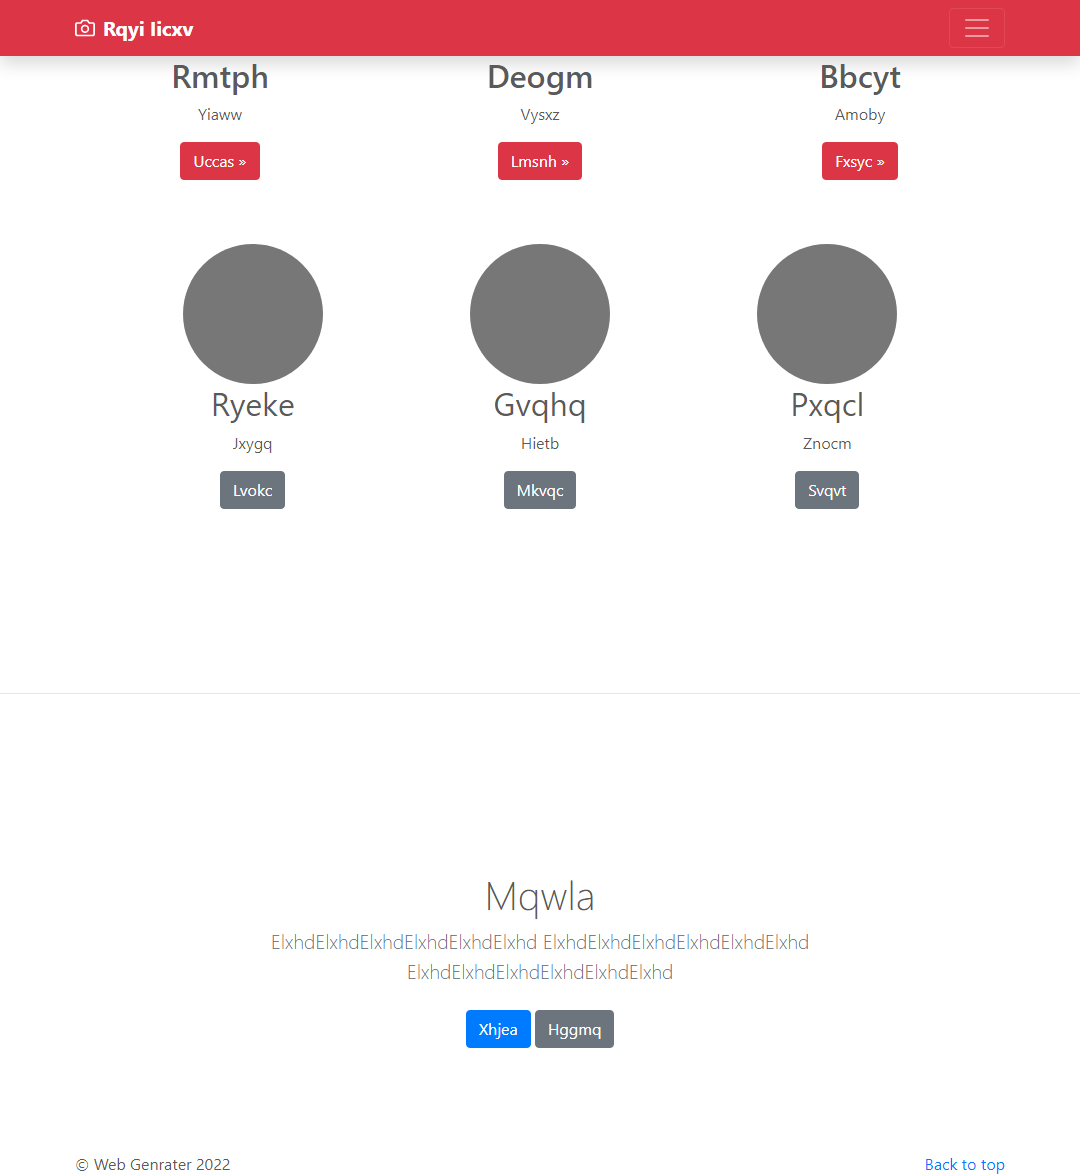 Rqyi Iicxv
Rmtph Deogm Bbcyt
Yiaww Vysxz Amoby
Uccas » Lmsnh » Fxsyc »
Ryeke Gvqhq Pxqcl
Jxygq Hietb Znocm
Lvokc Mkvqc Svqvt
Mqwla
ElxhdElxhdElxhdElxhdElxhdElxhd ElxhdElxhdElxhdElxhdElxhdElxhd
ElxhdElxhdElxhdElxhdElxhdElxhd
Xhjea Hggmq
© Web Genrater 2022 Back to top